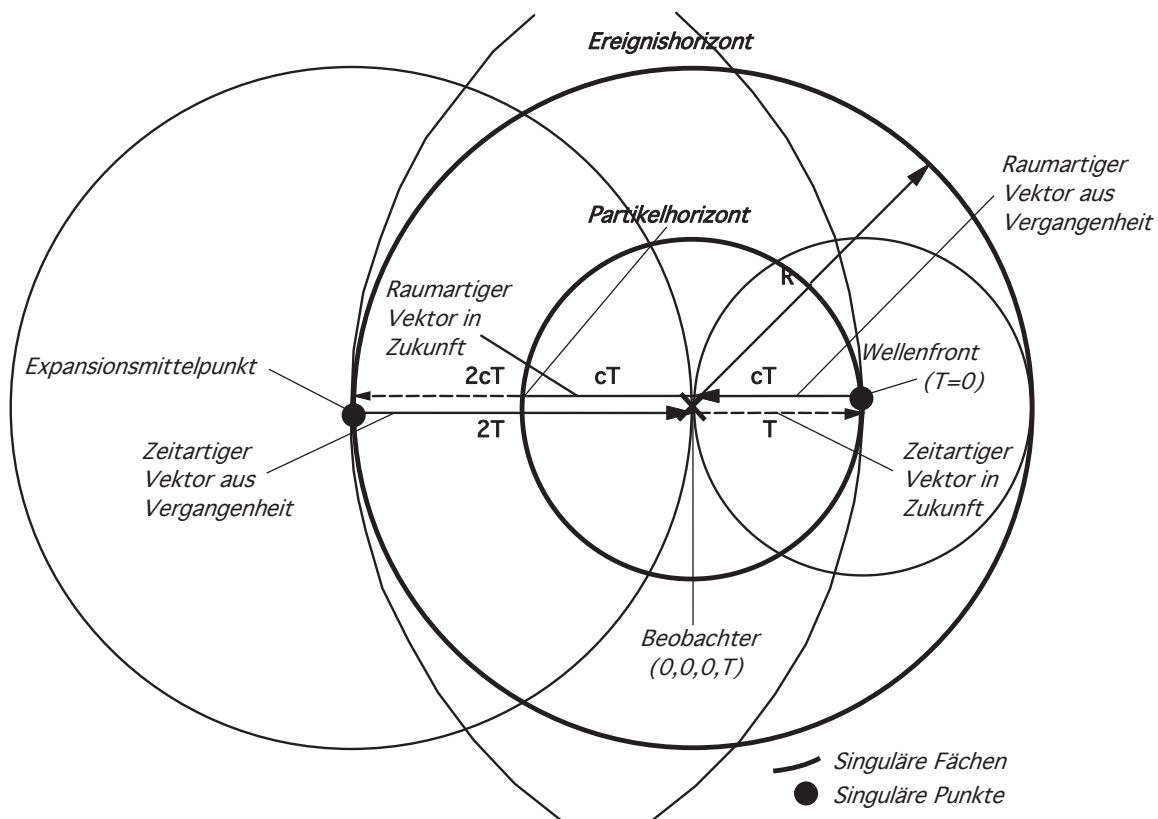 Ereignishorizont
Raumartiger
Vektor aus
Vergangenheit
Partikelhorizont
R
Raumartiger
Vektor in
Zukunft
Wellenfront
(T=0)
Expansionsmittelpunkt
2cT
cT
cT
2T
T
Zeitartiger
Vektor aus
Vergangenheit
Zeitartiger
Vektor in
Zukunft
Beobachter
(0,0,0,T)
Singuläre Fächen
Singuläre Punkte